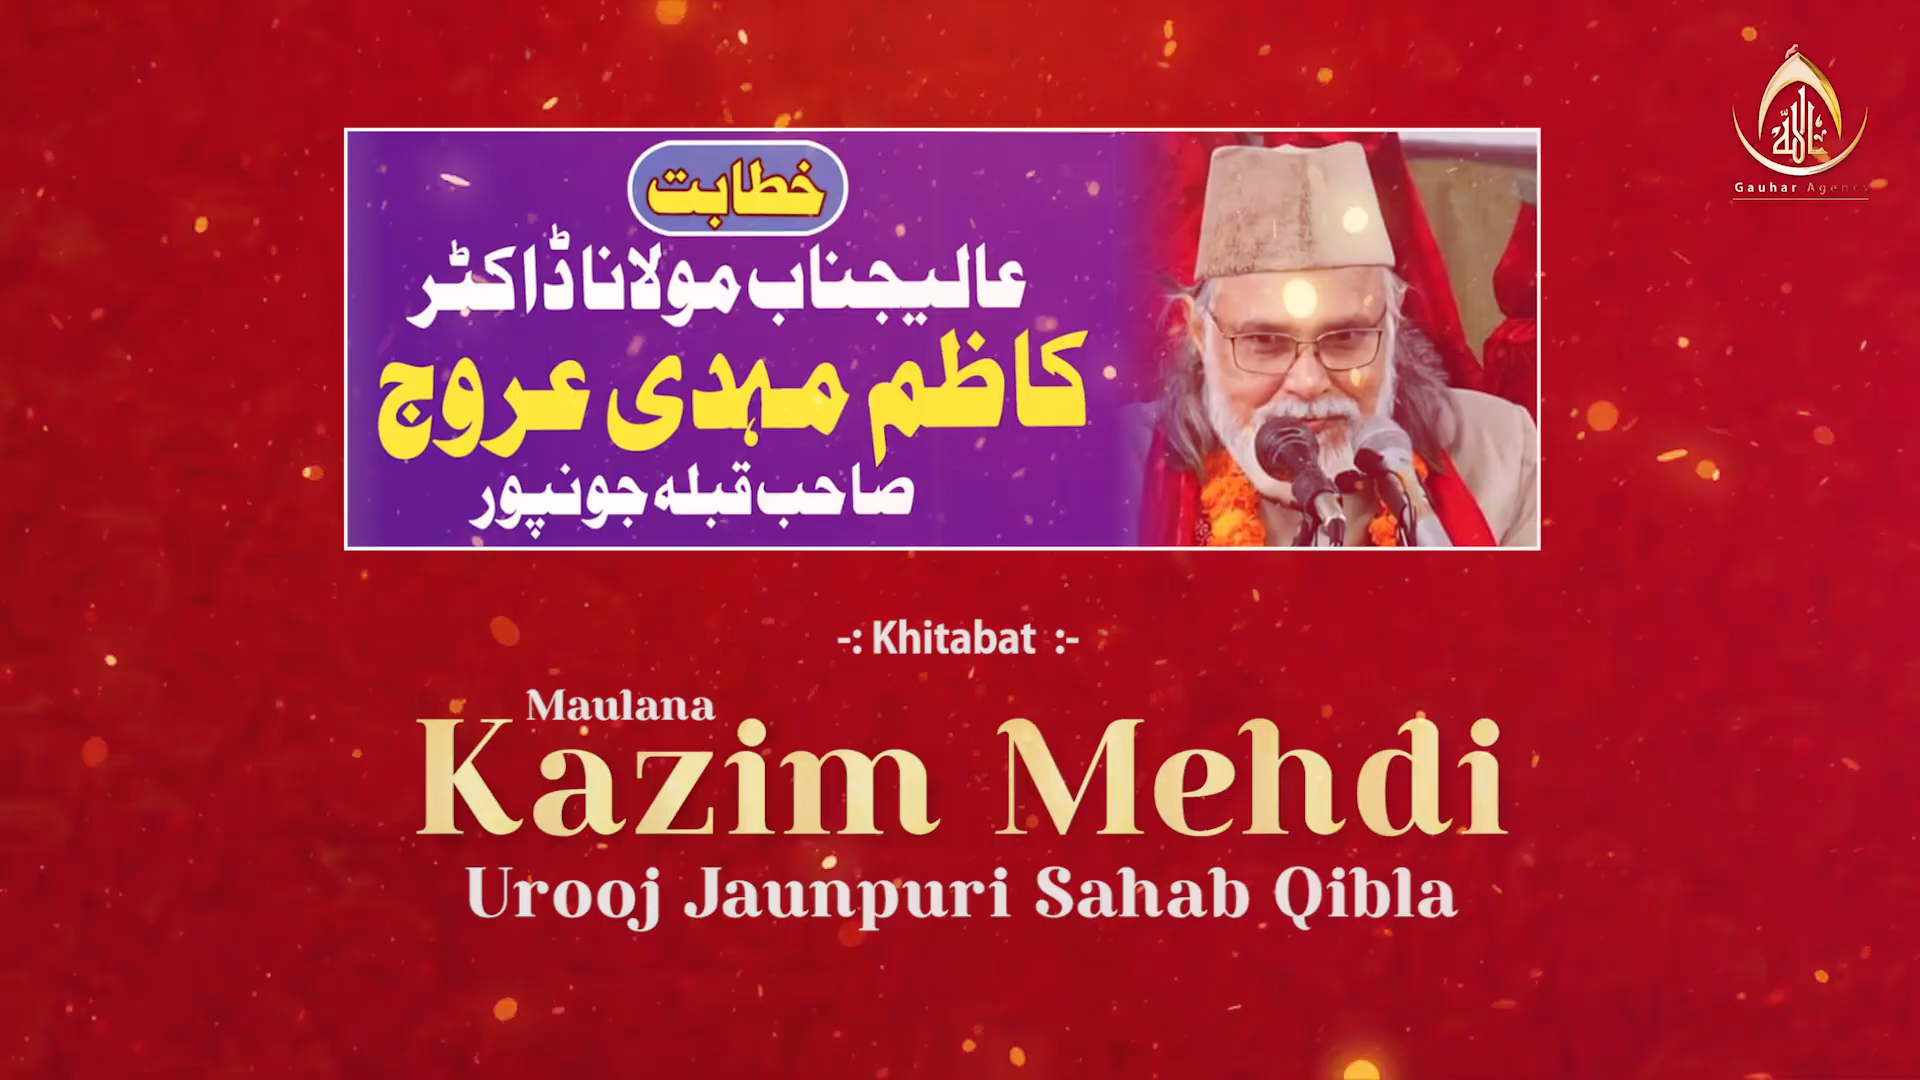 خطابت
عالیجناب مولانا ڈاکٹر
کاظم مہدی عروج
صاحب قبلہ جونپور
Gauhar Agency
-: Khitabat :-
Maulana
Kazim Mehdi
Urooj Jaunpuri Sahab Qibla